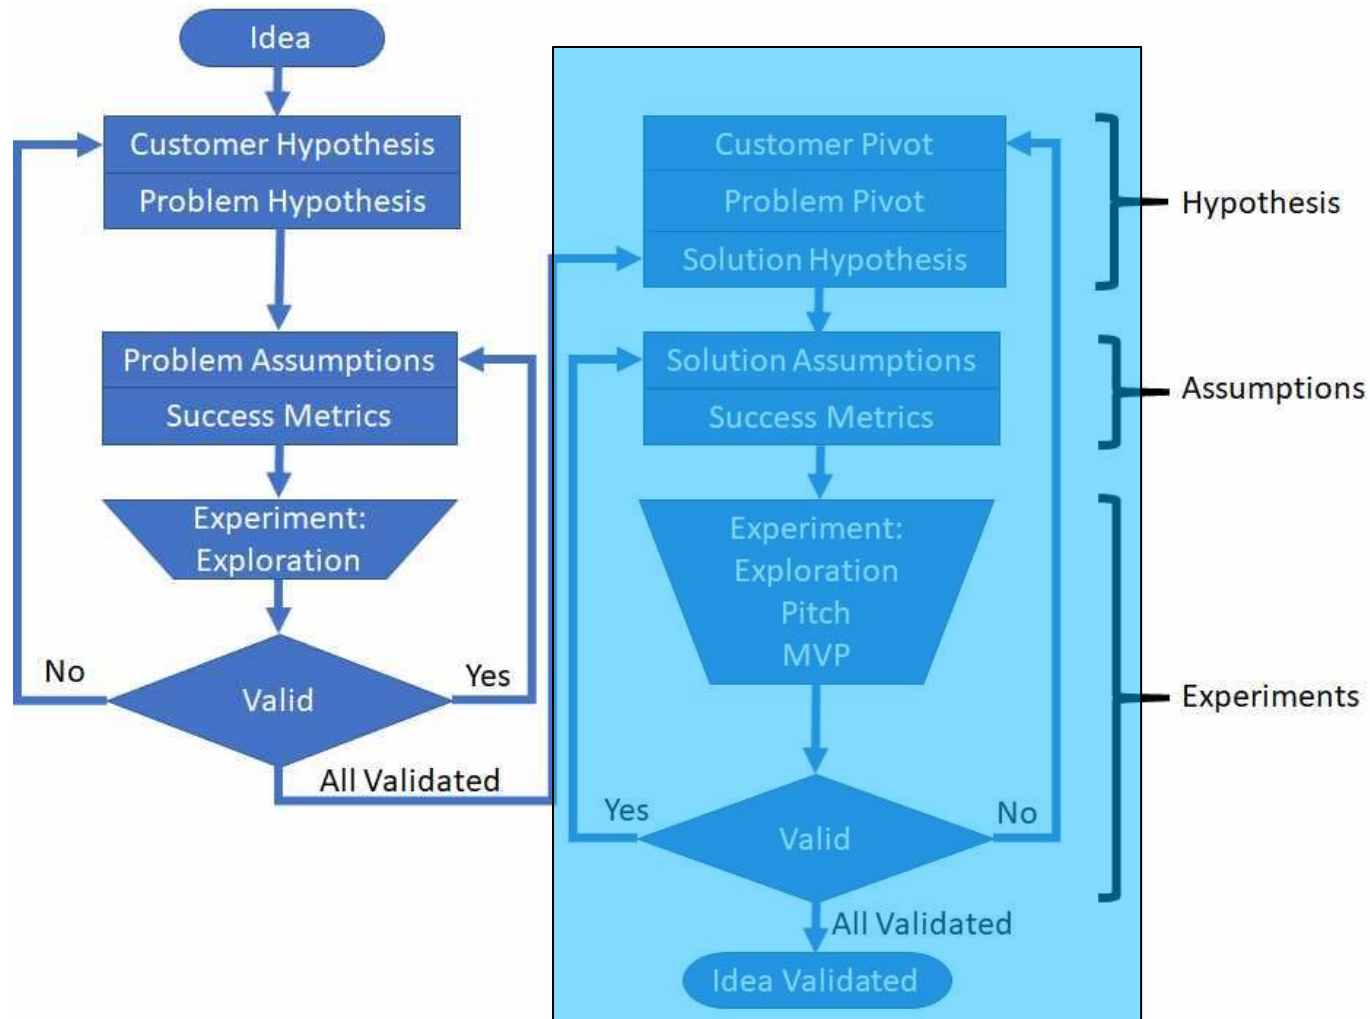 Idea
Customer Hypothesis
Problem Hypothesis
Problem Assumptions
Success Metrics
Experiment:
Exploration
No
Yes
Valid
All Validated
Customer Pivot
Problem Pivot
Solution Hypothesis
Solution Assumptions
Success Metrics
Experiment:
Exploration
Pitch
MVP
Yes
No
Valid
All Validated
Idea Validated
Hypothesis
Assumptions
Experiments